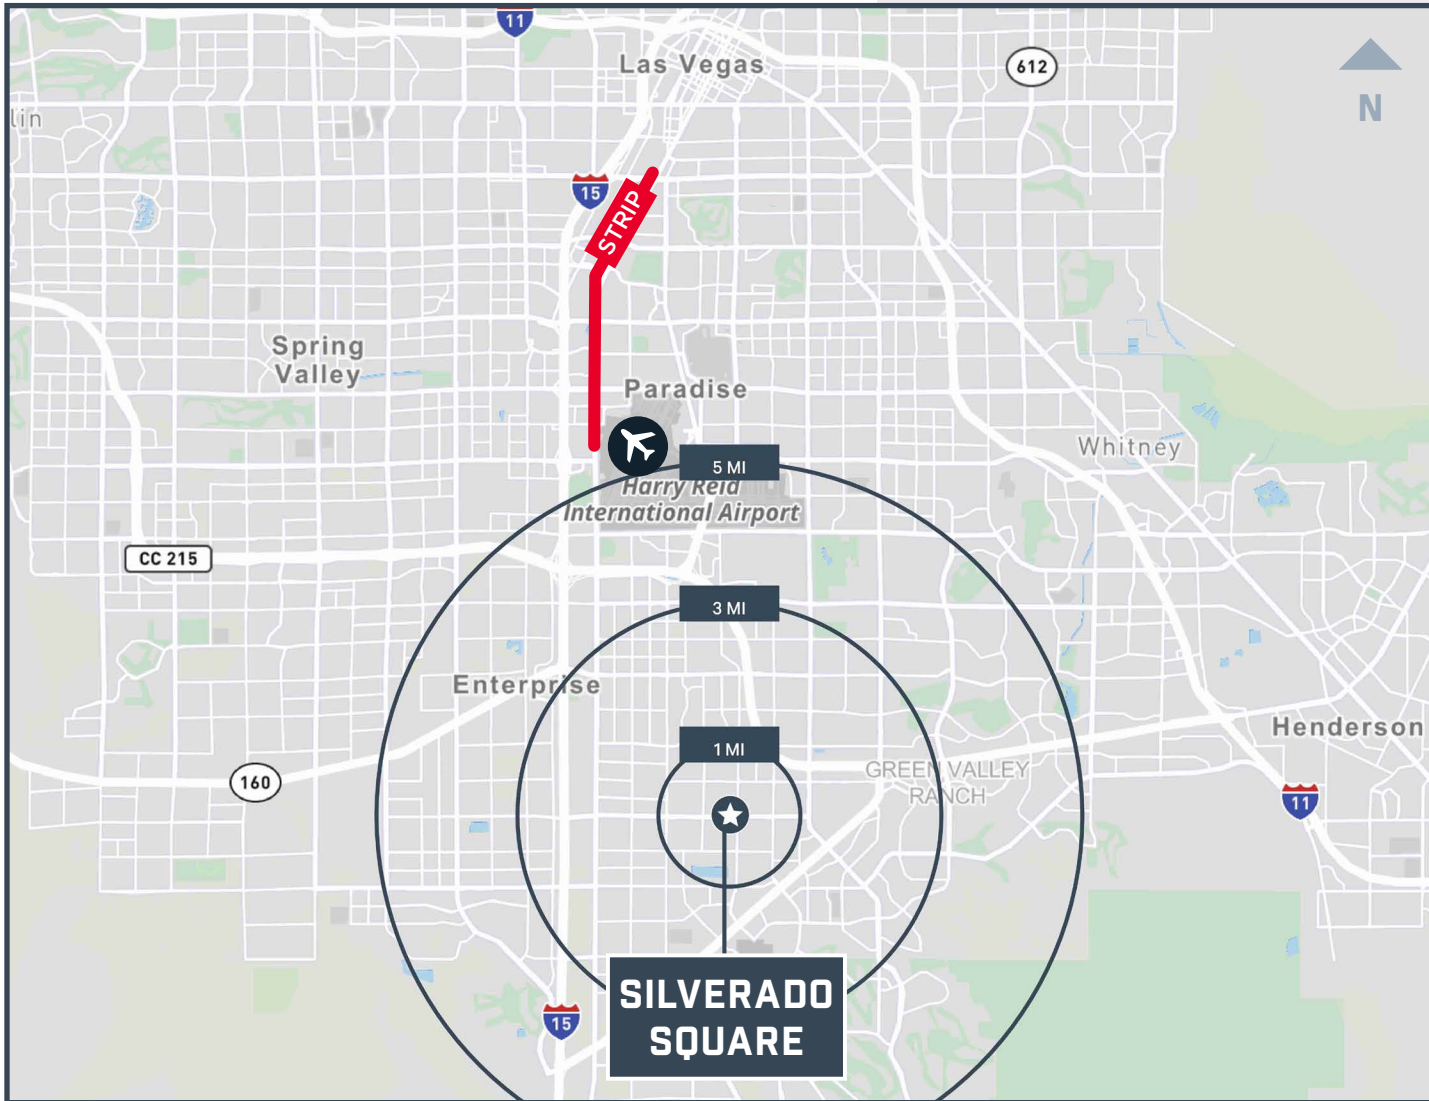 11
Las Vegas
612
N
lin
15
STRIP
Spring
Valley
Paradise
Whitney
5 MI
Harry Reid
International Airport
CC 215
3 MI
Enterprise
Henderson
1 MI
GREEN VALLEY
RANCH
160
11
SILVERADO
SQUARE
15